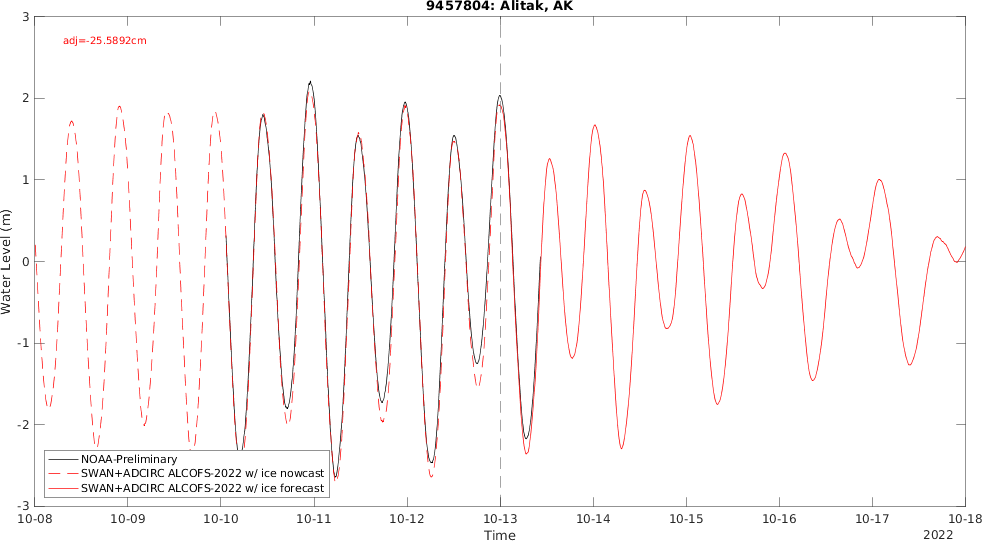 9457804: Alitak, AK
adj=-25.5892cm
Water Level (m)
3
2
1
0
-1
-2
-3
NOAA-Preliminary
SWAN+ADCIRC ALCOFS-2022 w/ ice nowcast
SWAN+ADCIRC ALCOFS-2022 w/ ice forecast
10-08 10-09 10-10 10-11 10-12 10-13 10-14 10-15 10-16 10-17 10-18
Time
2022